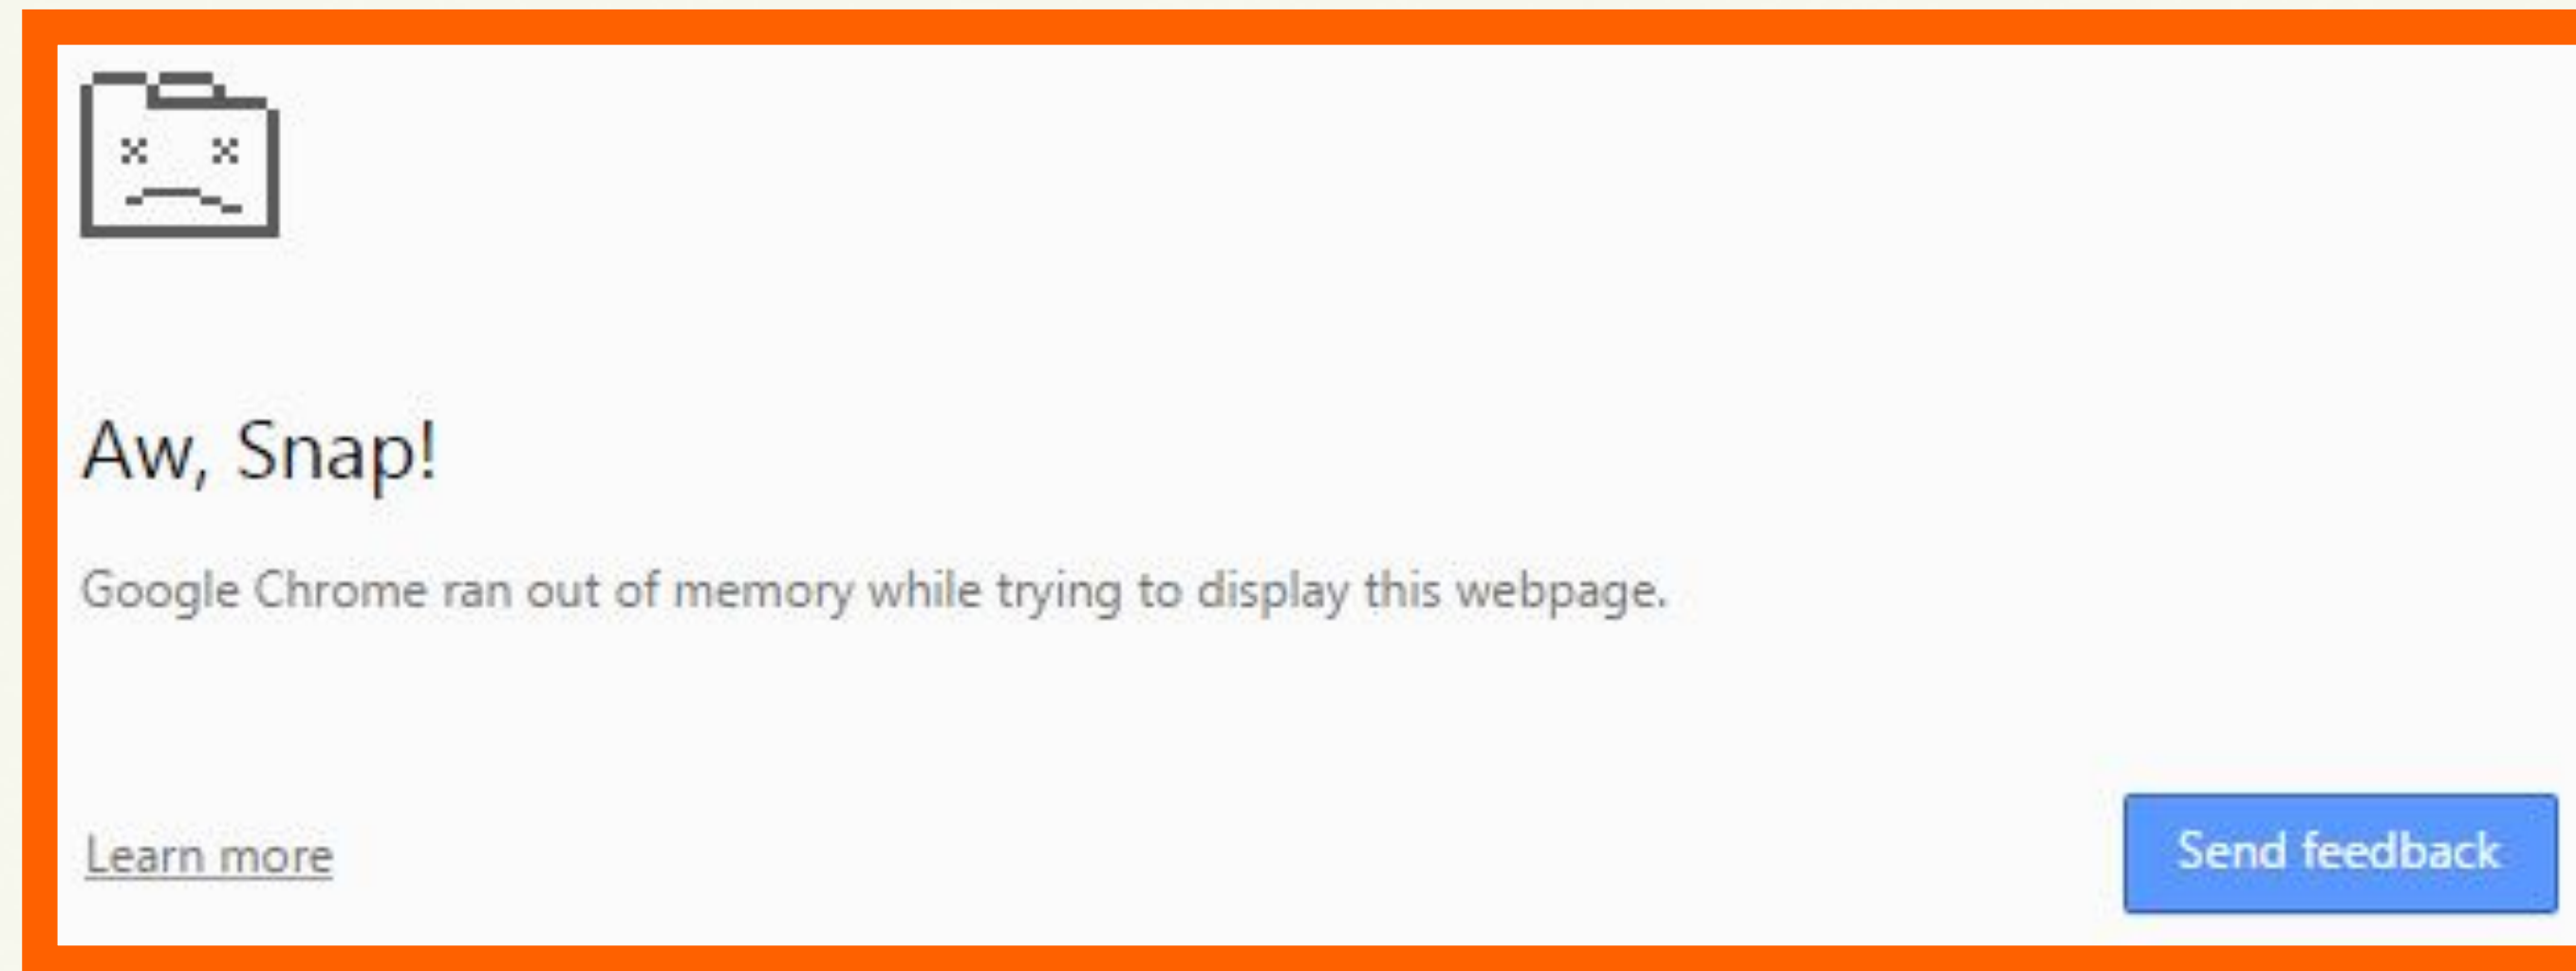 Aw, Snap!
Google Chrome ran out of memory while trying to display this webpage.
Learn more
Send feedback